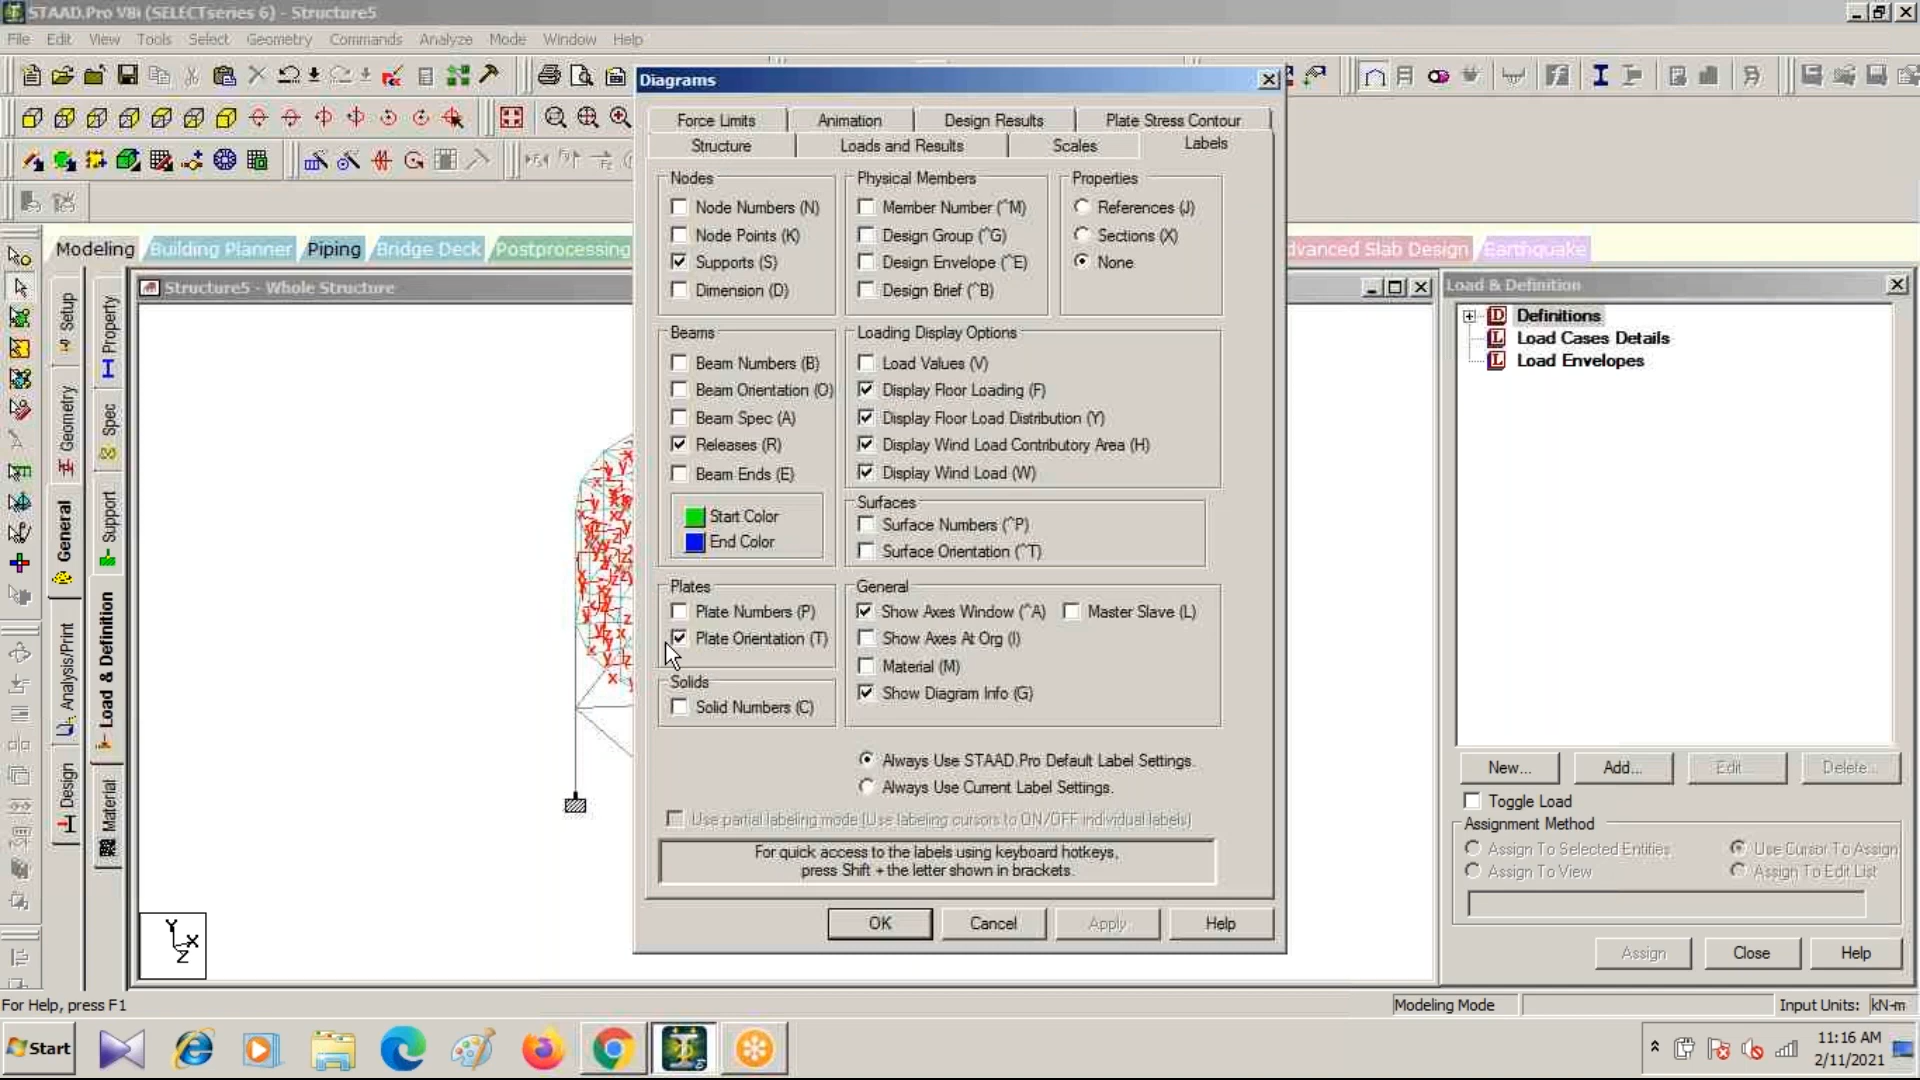 STAAD.Pro V8i (SELECTseries 6) - Structure5
File Edit View Tools Select Geometry Commands Analyze Mode Window Help
Diagrams
Force Limits Animation Design Results Plate Stress Contour
Structure Loads and Results Scales Labels
Nodes
Node Numbers (N)
Node Points (K)
Supports (S)
Dimension (D)
Physical Members
Member Number (^M)
Design Group (^G)
Design Envelope (^E)
Design Brief (^B)
Properties
References (J)
Sections (X)
None
Beams
Beam Numbers (B)
Beam Orientation (O)
Beam Spec (A)
Releases (R)
Beam Ends (E)
Start Color
End Color
Loading Display Options
Load Values (V)
Display Floor Loading (F)
Display Floor Load Distribution (Y)
Display Wind Load Contributory Area (H)
Display Wind Load (W)
Surfaces
Surface Numbers (^P)
Surface Orientation (^T)
Plates
Plate Numbers (P)
Plate Orientation (T)
Solids
Solid Numbers (C)
General
Show Axes Window (^A) Master Slave (L)
Show Axes At Org (I)
Material (M)
Show Diagram Info (G)
Always Use STAAD.Pro Default Label Settings.
Always Use Current Label Settings.
Use partial labeling mode (Use labeling cursors to ON/OFF individual labels)
For quick access to the labels using keyboard hotkeys,
press Shift + the letter shown in brackets.
OK Cancel Apply Help
Modeling Building Planner Piping Bridge Deck Postprocessing
Slab Design Earthquake
Structure5 - Whole Structure
Setup
Geometry
General
Analysis/Print
Design
Property
Spec
Support
Load & Definition
Material
Y
X
Z
Load & Definition
Definitions
Load Cases Details
Load Envelopes
New... Add... Edit... Delete...
Toggle Load
Assignment Method
Assign To Selected Entities Use Cursor To Assign
Assign To View Assign To Edit List
Assign Close Help
For Help, press F1
Modeling Mode Input Units: kN-m
Start
11:16 AM
2/11/2021